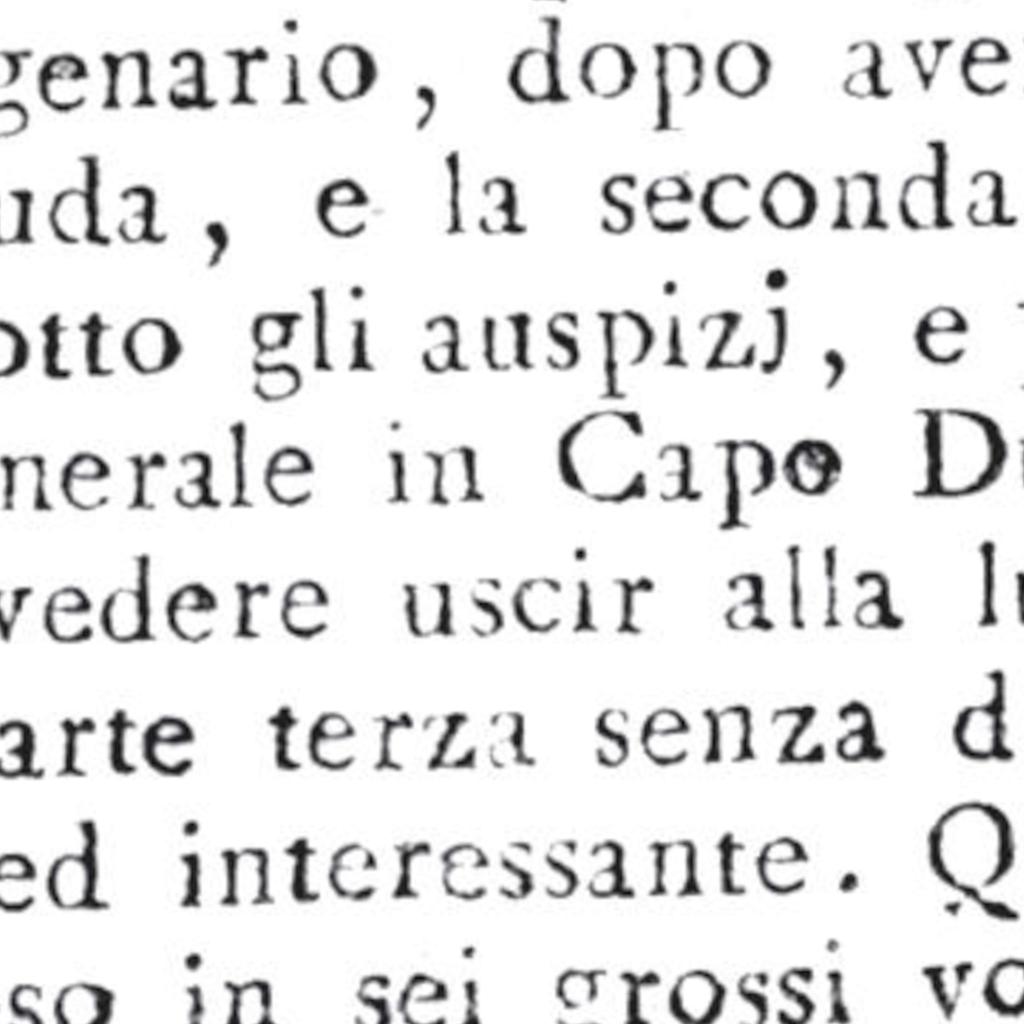 genario, dopo ave
uda, e la seconda
otto gli auspizj, e
nerale in Capo D
vedere uscir alla l
arte terza senza d
ed interessante. Q
so in sei grossi vo